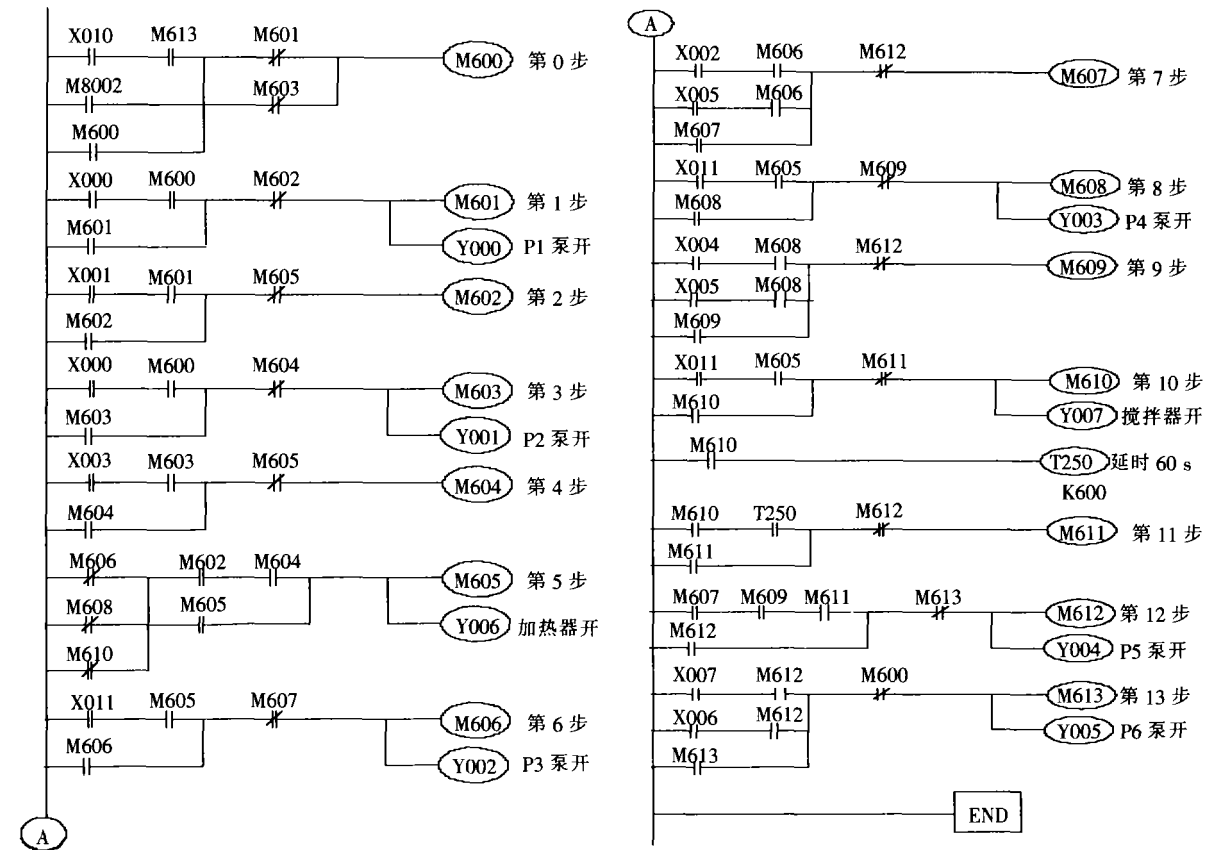 X010 M613 M601
M600 第 0 步
M8002 M603
M600
X000 M600 M602
M601 第 1 步
M601
Y000 P1 泵开
X001 M601 M605
M602 第 2 步
M602
X000 M600 M604
M603 第 3 步
M603
Y001 P2 泵开
X003 M603 M605
M604 第 4 步
M604
M606 M602 M604
M605 第 5 步
M608 M605
Y006 加热器开
M610
X011 M605 M607
M606 第 6 步
M606
Y002 P3 泵开
A
A
X002 M606 M612
M607 第 7 步
X005 M606
M607
X011 M605 M609
M608 第 8 步
M608
Y003 P4 泵开
X004 M608 M612
M609 第 9 步
X005 M608
M609
X011 M605 M611
M610 第 10 步
M610
Y007 搅拌器开
M610
T250 延时 60 s
K600
M610 T250 M612
M611 第 11 步
M611
M607 M609 M611 M613
M612 第 12 步
M612
Y004 P5 泵开
X007 M612 M600
M613 第 13 步
X006 M612
Y005 P6 泵开
M613
END